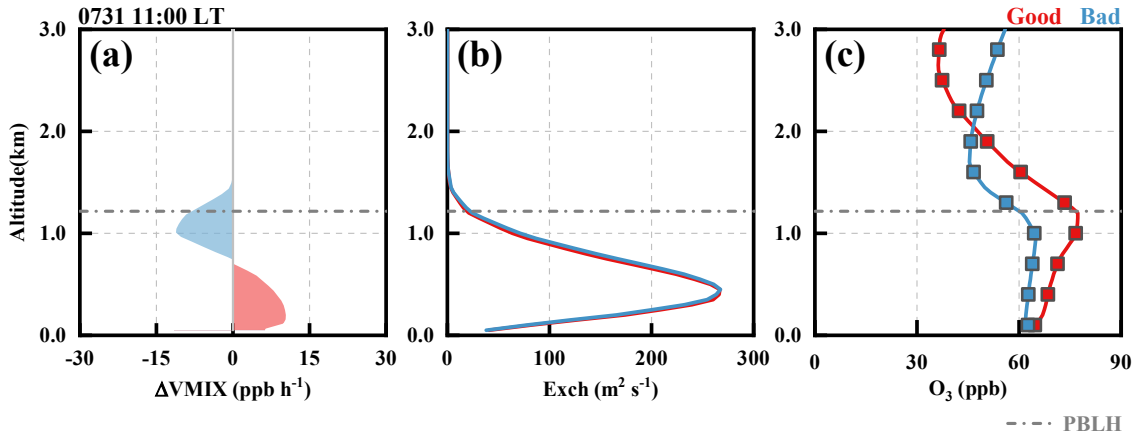 0731 11:00 LT
Good Bad
(a)
(b)
(c)
3.0
2.0
1.0
0.0
Altitude(km)
-30 -15 0 15 30
ΔVMIX (ppb h-1)
3.0
2.0
1.0
0.0
0 100 200 300
Exch (m2 s-1)
3.0
2.0
1.0
0.0
0 30 60 90
O3 (ppb)
PBLH